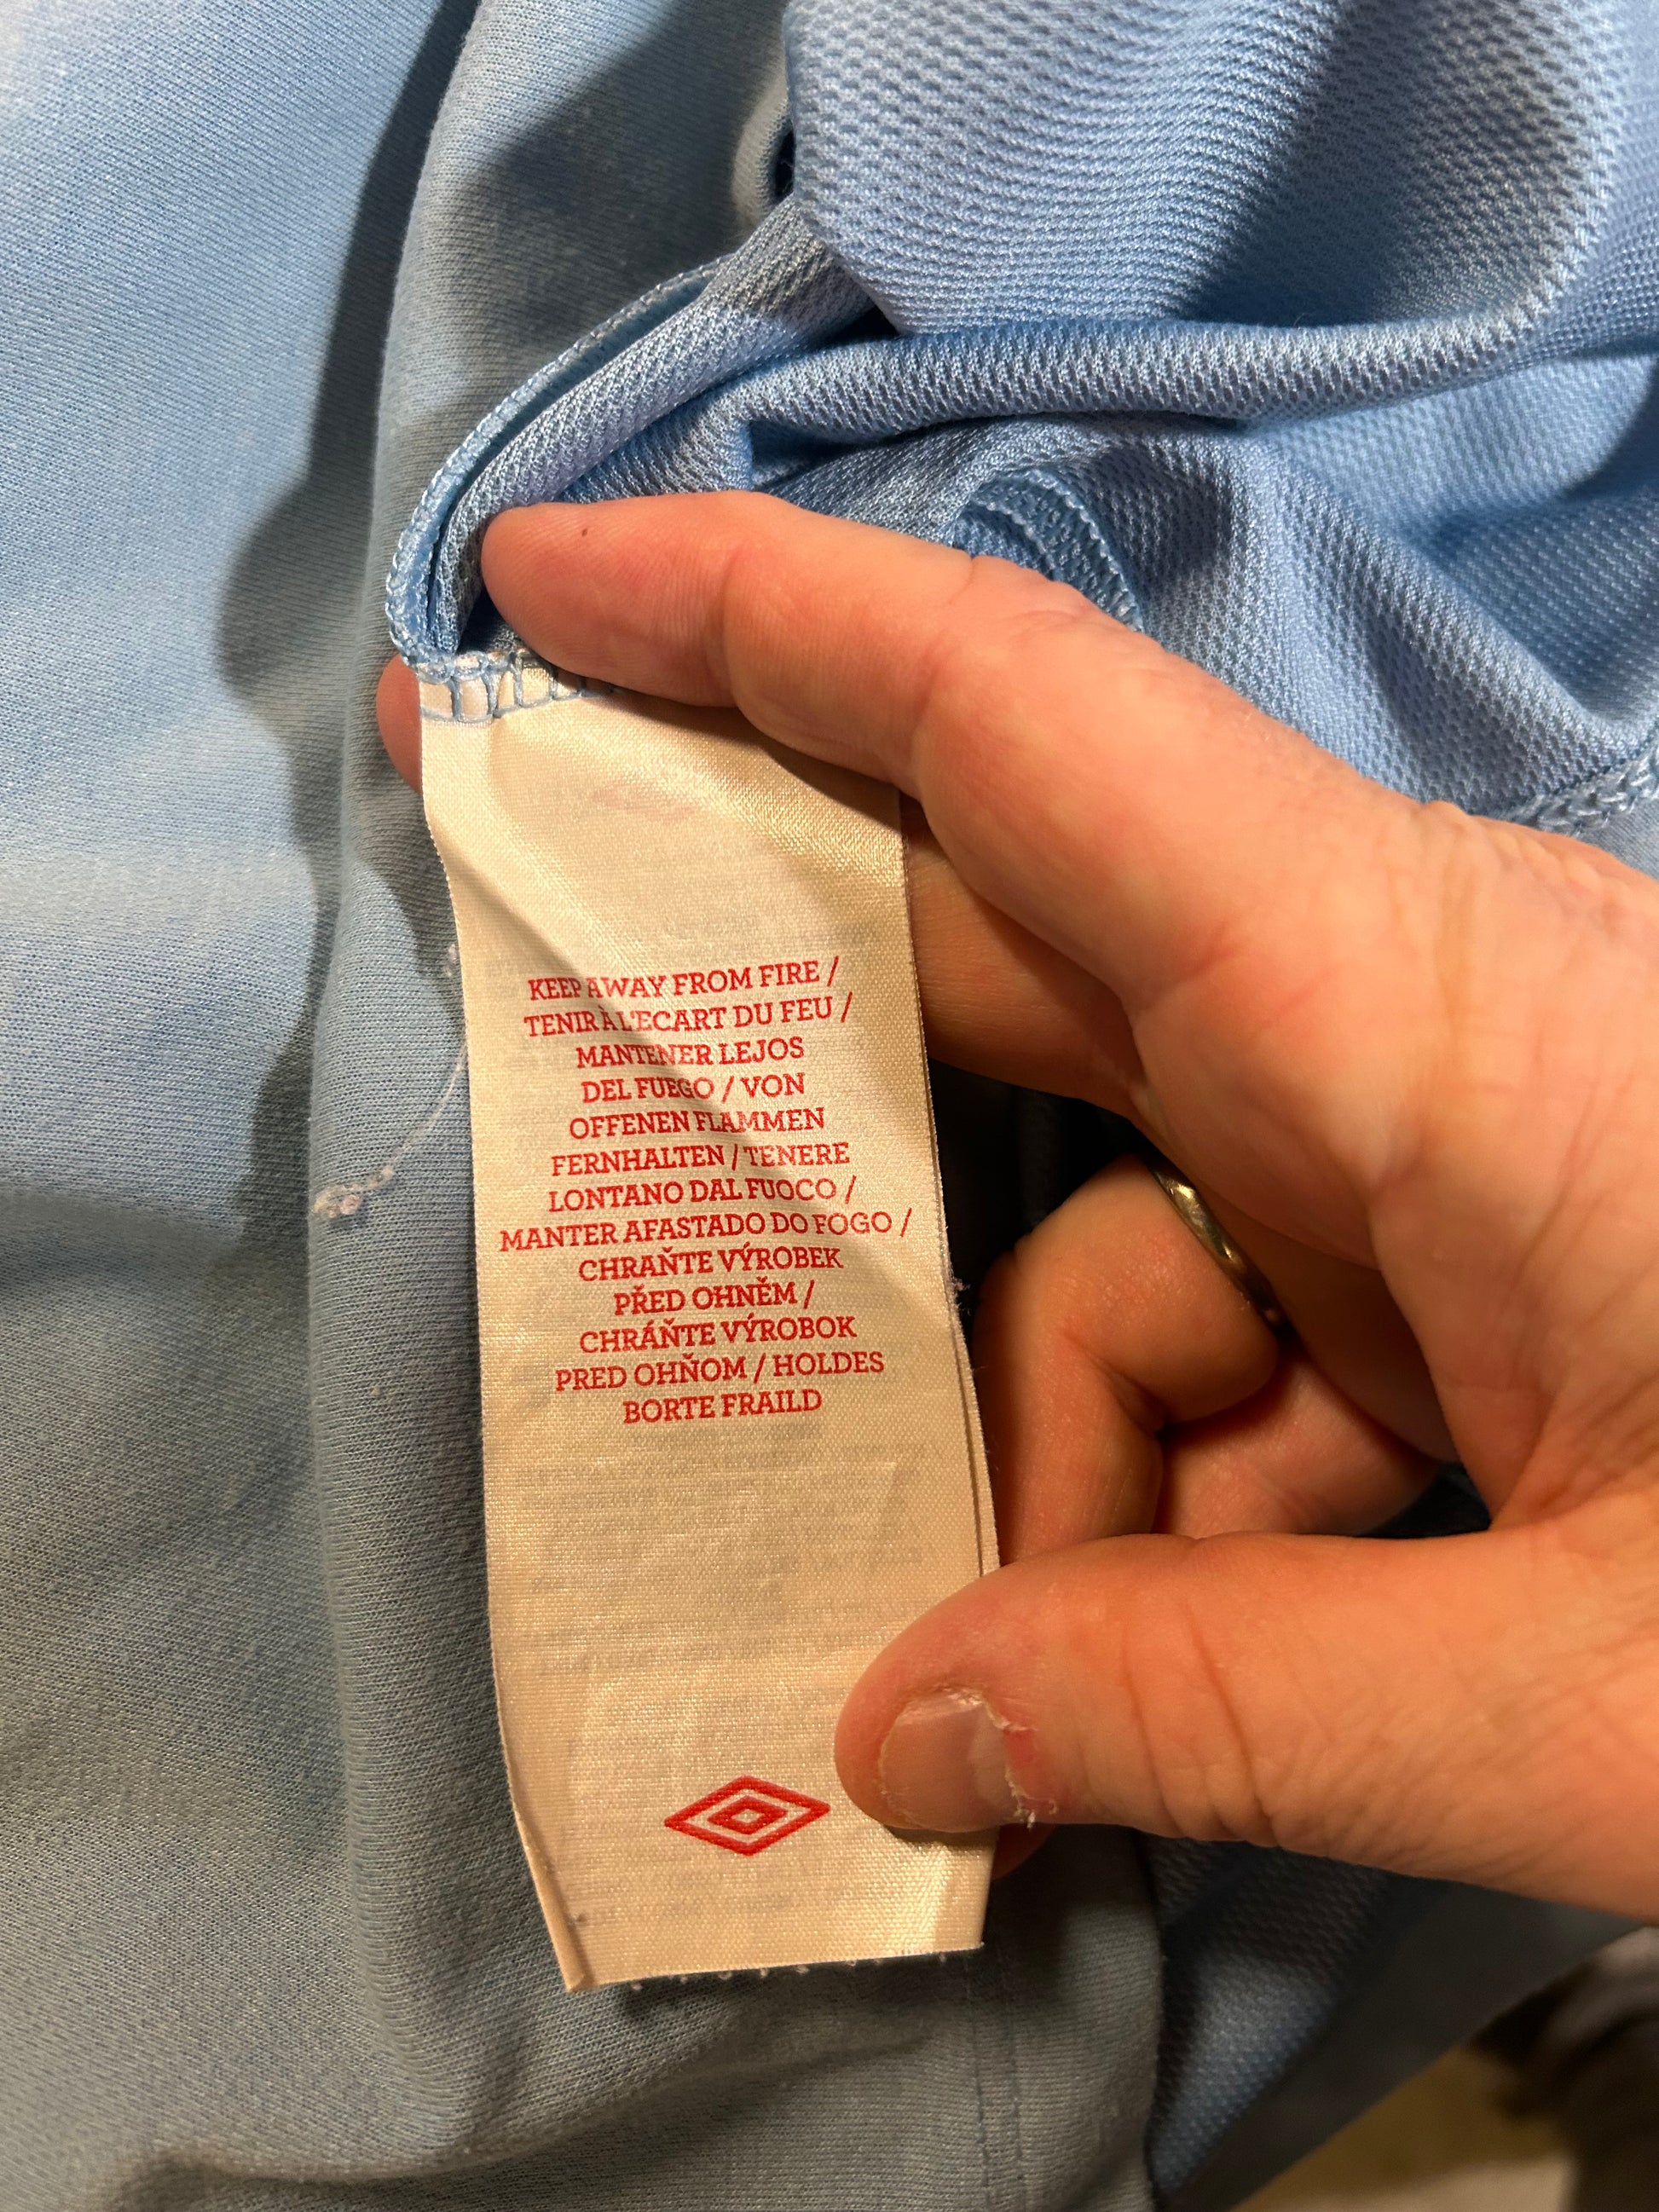 KEEP AWAY FROM FIRE /
TENIR À L'ECART DU FEU /
MANTENER LEJOS
DEL FUEGO / VON
OFFENEN FLAMMEN
FERNHALTEN / TENERE
LONTANO DAL FUOCO /
MANTER AFASTADO DO FOGO /
CHRAŇTE VÝROBEK
PŘED OHNĚM /
CHRÁŇTE VÝROBOK
PRED OHŇOM / HOLDES
BORTE FRAILD